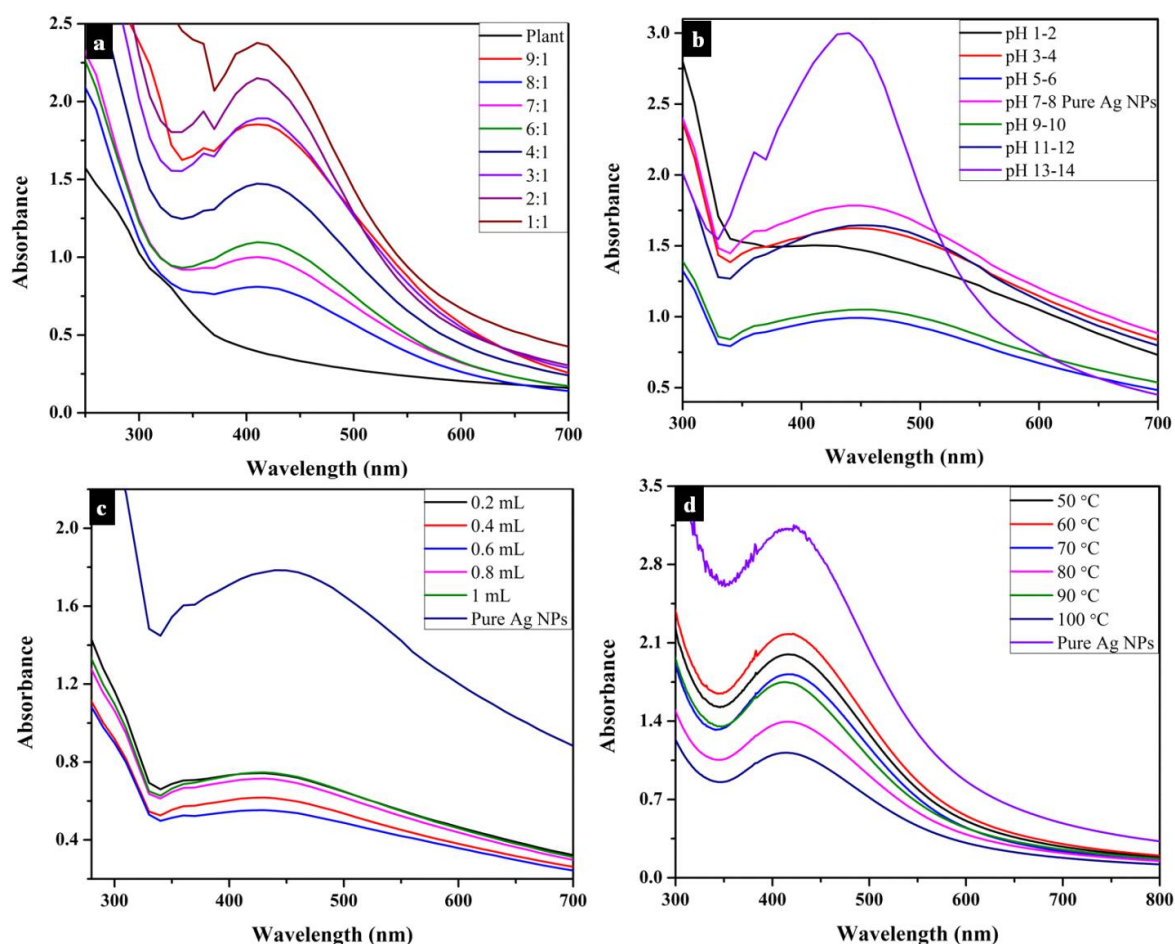 a
Plant
9:1
8:1
7:1
6:1
4:1
3:1
2:1
1:1
2.5
2.0
1.5
1.0
0.5
0.0
Absorbance
300 400 500 600 700
Wavelength (nm)
b
pH 1-2
pH 3-4
pH 5-6
pH 7-8 Pure Ag NPs
pH 9-10
pH 11-12
pH 13-14
3.0
2.5
2.0
1.5
1.0
0.5
Absorbance
300 400 500 600 700
Wavelength (nm)
c
0.2 mL
0.4 mL
0.6 mL
0.8 mL
1 mL
Pure Ag NPs
2.0
1.6
1.2
0.8
0.4
Absorbance
300 400 500 600 700
Wavelength (nm)
d
50 °C
60 °C
70 °C
80 °C
90 °C
100 °C
Pure Ag NPs
3.5
2.8
2.1
1.4
0.7
0.0
Absorbance
300 400 500 600 700 800
Wavelength (nm)